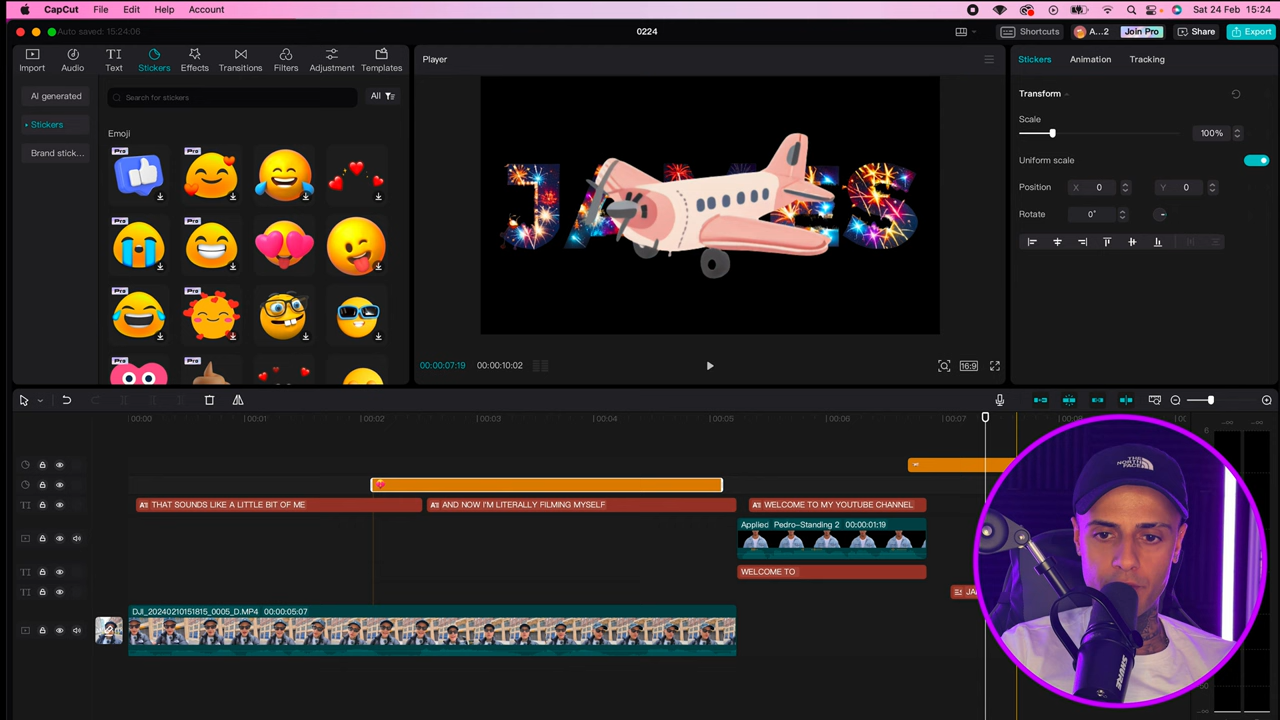 CapCut File Edit Help Account Sat 24 Feb 15:24
Auto saved: 15:24:06 0224 Shortcuts A...2 Join Pro Share Export
Import Audio Text Stickers Effects Transitions Filters Adjustment Templates
Player
Stickers Animation Tracking
AI generated
Stickers
Brand stick...
Search for stickers All
Emoji
Pro Pro Pro
Pro Pro
Pro Pro
Pro Pro
JAMES
Transform
Scale
100%
Uniform scale
Position X 0 Y 0
Rotate 0°
00:00:07:19 00:00:10:02 16:9
00:00 00:01 00:02 00:03 00:04 00:05 00:06 00:07
THAT SOUNDS LIKE A LITTLE BIT OF ME AND NOW I'M LITERALLY FILMING MYSELF WELCOME TO MY YOUTUBE CHANNEL
Applied Pedro-Standing 2 00:00:01:19
WELCOME TO
DJI_20240210151815_0005_D.MP4 00:00:05:07
THE NORTH FACE
SHURE